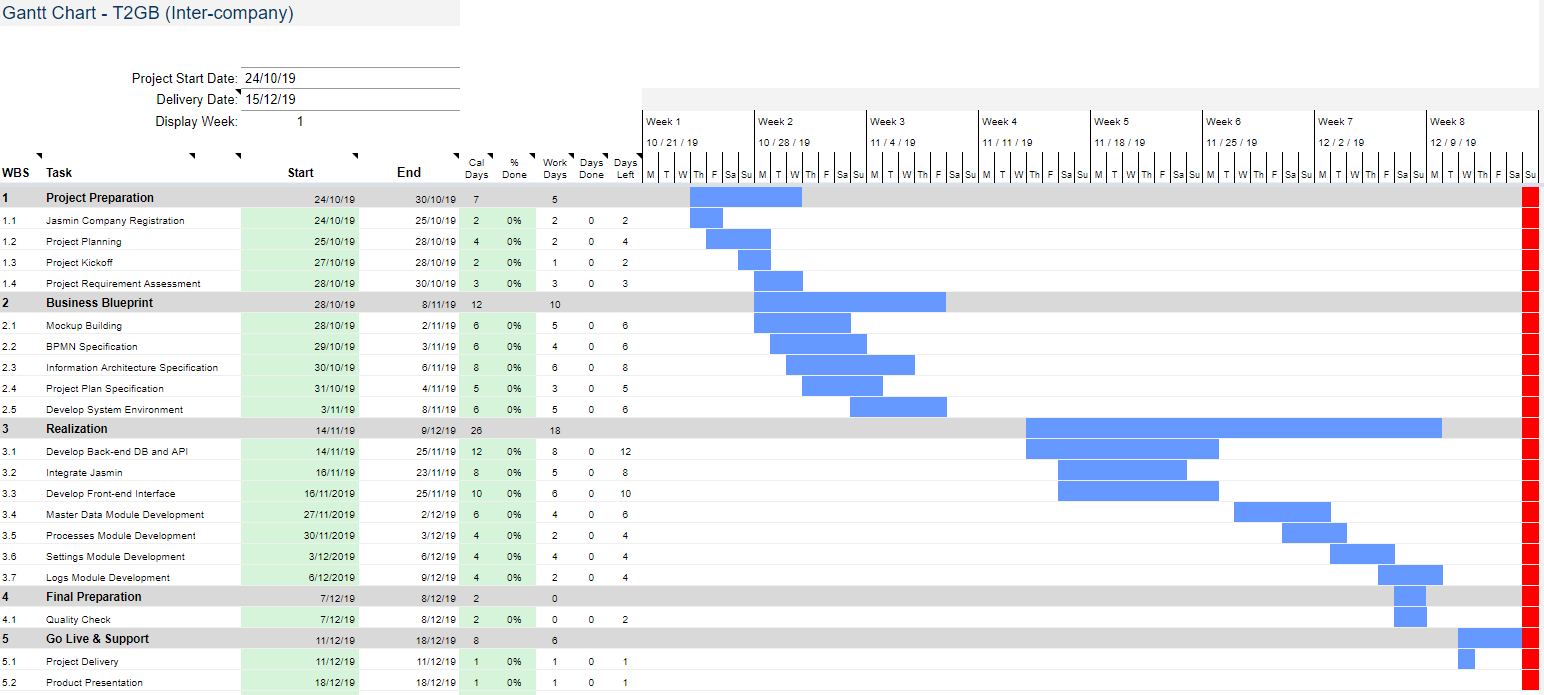 Gantt Chart - T2GB (Inter-company)
Project Start Date: 24/10/19
Delivery Date: 15/12/19
Display Week: 1
Week 1 Week 2 Week 3 Week 4 Week 5 Week 6 Week 7 Week 8
10 / 21 / 19 10 / 28 / 19 11 / 4 / 19 11 / 11 / 19 11 / 18 / 19 11 / 25 / 19 12 / 2 / 19 12 / 9 / 19
WBS Task Start End Cal Days % Done Work Days Days Done Days Left M T W Th F Sa Su M T W Th F Sa Su M T W Th F Sa Su M T W Th F Sa Su M T W Th F Sa Su M T W Th F Sa Su M T W Th F Sa Su M T W Th F Sa Su
1 Project Preparation 24/10/19 30/10/19 7 5
1.1 Jasmin Company Registration 24/10/19 25/10/19 2 0% 2 0 2
1.2 Project Planning 25/10/19 28/10/19 4 0% 2 0 4
1.3 Project Kickoff 27/10/19 28/10/19 2 0% 1 0 2
1.4 Project Requirement Assessment 28/10/19 30/10/19 3 0% 3 0 3
2 Business Blueprint 28/10/19 8/11/19 12 10
2.1 Mockup Building 28/10/19 2/11/19 6 0% 5 0 6
2.2 BPMN Specification 29/10/19 3/11/19 6 0% 4 0 6
2.3 Information Architecture Specification 30/10/19 6/11/19 8 0% 6 0 8
2.4 Project Plan Specification 31/10/19 4/11/19 5 0% 3 0 5
2.5 Develop System Environment 3/11/19 8/11/19 6 0% 5 0 6
3 Realization 14/11/19 9/12/19 26 18
3.1 Develop Back-end DB and API 14/11/19 25/11/19 12 0% 8 0 12
3.2 Integrate Jasmin 16/11/19 23/11/19 8 0% 5 0 8
3.3 Develop Front-end Interface 16/11/2019 25/11/19 10 0% 6 0 10
3.4 Master Data Module Development 27/11/2019 2/12/19 6 0% 4 0 6
3.5 Processes Module Development 30/11/2019 3/12/19 4 0% 2 0 4
3.6 Settings Module Development 3/12/2019 6/12/19 4 0% 4 0 4
3.7 Logs Module Development 6/12/2019 9/12/19 4 0% 2 0 4
4 Final Preparation 7/12/19 8/12/19 2 0
4.1 Quality Check 7/12/19 8/12/19 2 0% 0 0 2
5 Go Live & Support 11/12/19 18/12/19 8 6
5.1 Project Delivery 11/12/19 11/12/19 1 0% 1 0 1
5.2 Product Presentation 18/12/19 18/12/19 1 0% 1 0 1